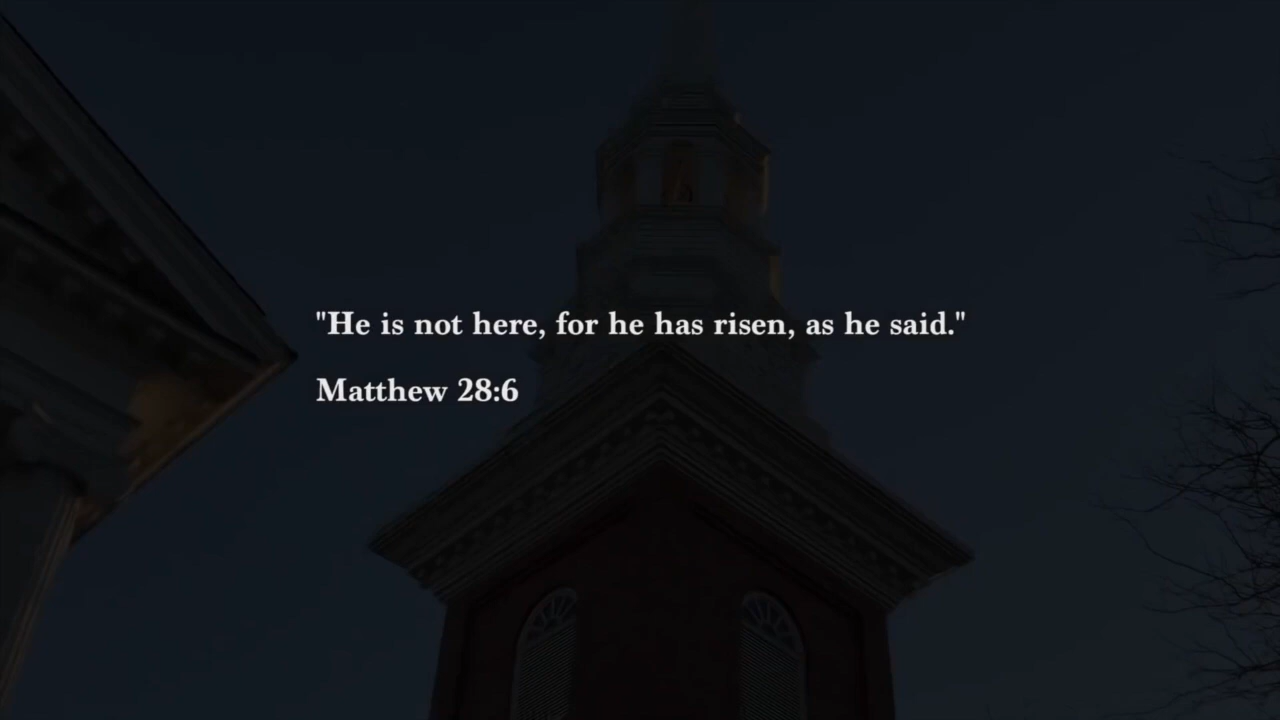 "He is not here, for he has risen, as he said."
Matthew 28:6